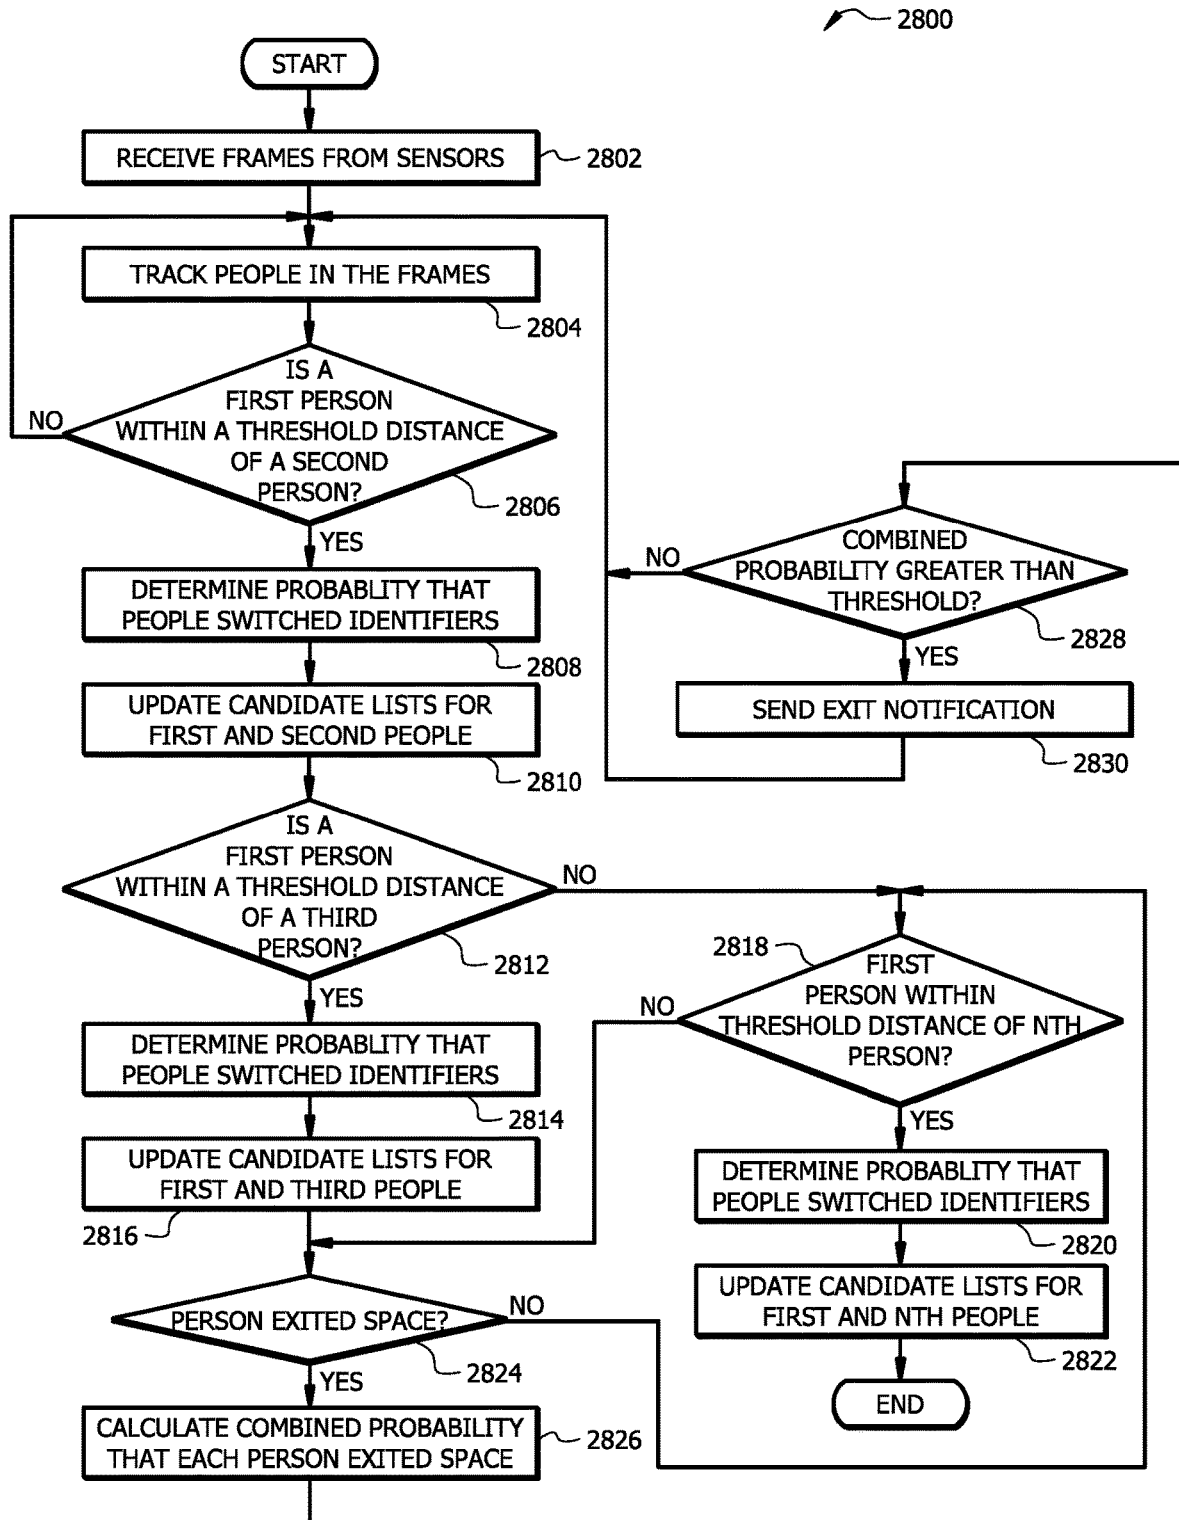 2800
START
RECEIVE FRAMES FROM SENSORS
2802
TRACK PEOPLE IN THE FRAMES
2804
IS A
FIRST PERSON
WITHIN A THRESHOLD DISTANCE
OF A SECOND
PERSON?
NO
2806
YES
DETERMINE PROBABLITY THAT
PEOPLE SWITCHED IDENTIFIERS
2808
UPDATE CANDIDATE LISTS FOR
FIRST AND SECOND PEOPLE
2810
IS A
FIRST PERSON
WITHIN A THRESHOLD DISTANCE
OF A THIRD
PERSON?
NO
2812
YES
DETERMINE PROBABLITY THAT
PEOPLE SWITCHED IDENTIFIERS
2814
UPDATE CANDIDATE LISTS FOR
FIRST AND THIRD PEOPLE
2816
PERSON EXITED SPACE?
NO
2824
YES
CALCULATE COMBINED PROBABILITY
THAT EACH PERSON EXITED SPACE
2826
COMBINED
PROBABILITY GREATER THAN
THRESHOLD?
NO
2828
YES
SEND EXIT NOTIFICATION
2830
2818
FIRST
PERSON WITHIN
THRESHOLD DISTANCE OF NTH
PERSON?
NO
YES
DETERMINE PROBABLITY THAT
PEOPLE SWITCHED IDENTIFIERS
2820
UPDATE CANDIDATE LISTS FOR
FIRST AND NTH PEOPLE
2822
END